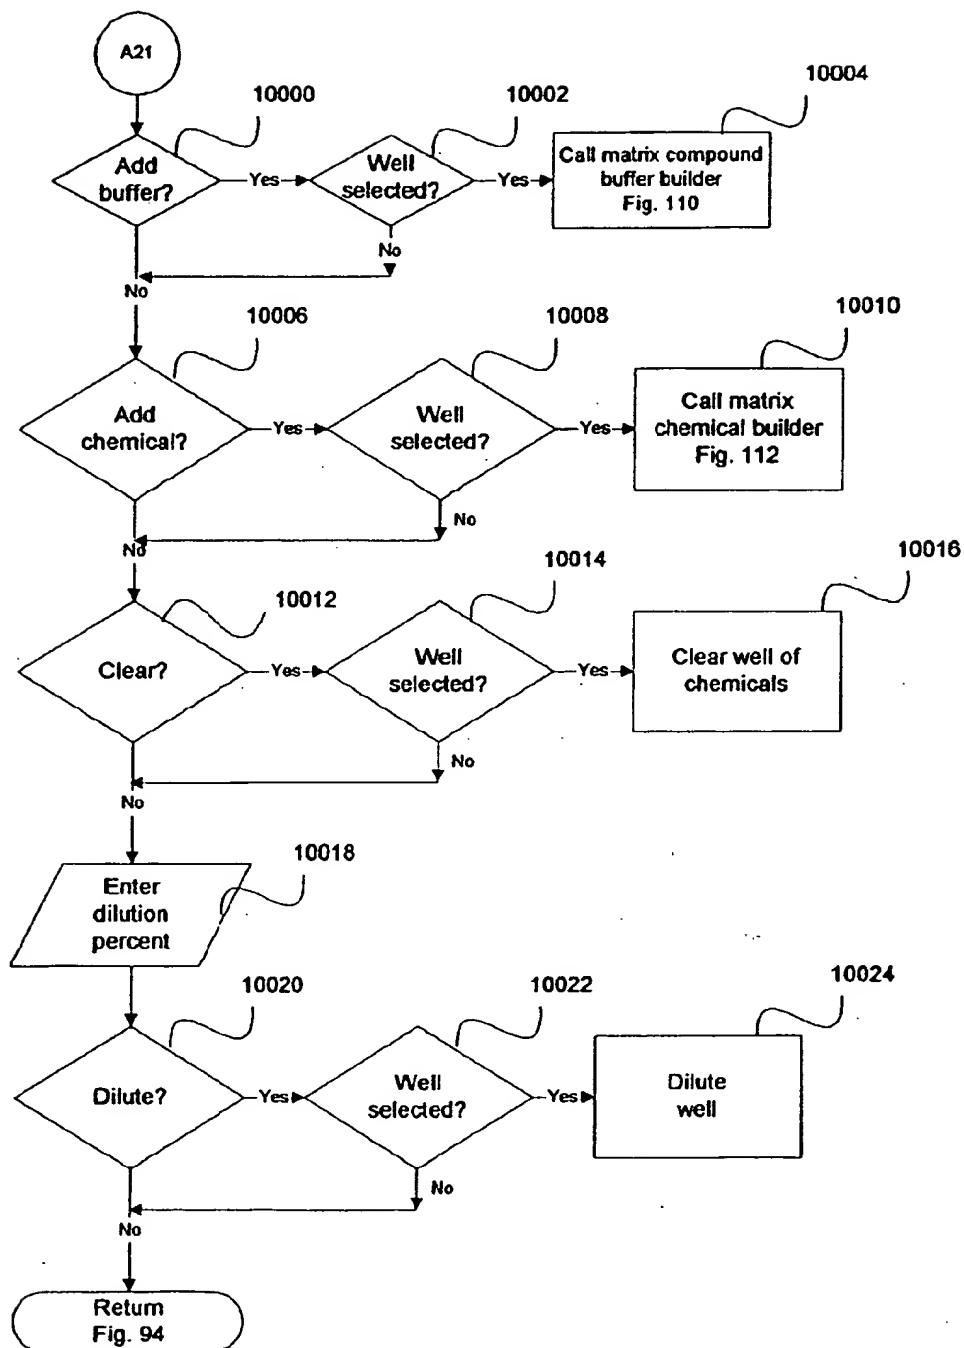 A21
10000
10002
10004
Add
buffer?
Yes
Well
selected?
Yes
Call matrix compound
buffer builder
Fig. 110
No
No
10006
10008
10010
Add
chemical?
Yes
Well
selected?
Yes
Call matrix
chemical builder
Fig. 112
No
No
10012
10014
10016
Clear?
Yes
Well
selected?
Yes
Clear well of
chemicals
No
No
10018
Enter
dilution
percent
10020
10022
10024
Dilute?
Yes
Well
selected?
Yes
Dilute
well
No
No
Return
Fig. 94